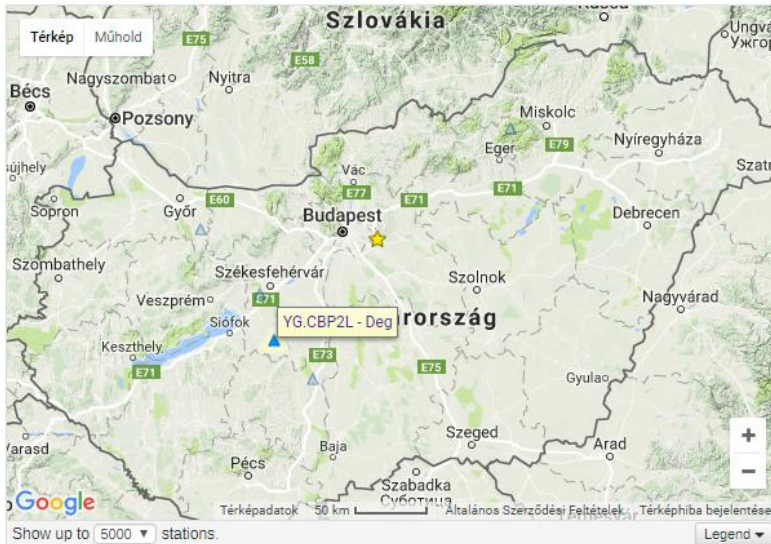 Térkép Műhold
Szlovákia
E75
E58
Nagyszombat
Nyitra
Ungvá
Ужгор
Bécs
Pozsony
Miskolc
Eger
E79
Nyíregyháza
Vác
E77
E71
E71
Szatm
Sopron
Győr
E60
Budapest
Debrecen
Szombathely
Székesfehérvár
E71
Szolnok
Veszprém
Nagyvárad
Siófok
YG.CBP2L - Deg
rország
Keszthely
E71
E73
E75
Gyula
Varasd
Baja
Szeged
Arad
Pécs
Szabadka
Суботица
Google
Térképadatok 50 km Általános Szerződési Feltételek Térképhiba bejelentése
Show up to 5000 stations. Legend